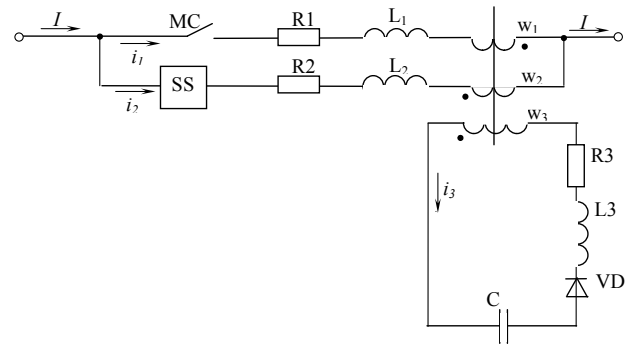 I
MC
R1
L₁
w₁
I
i₁
SS
R2
L₂
w₂
i₂
w₃
R3
i₃
L3
VD
C